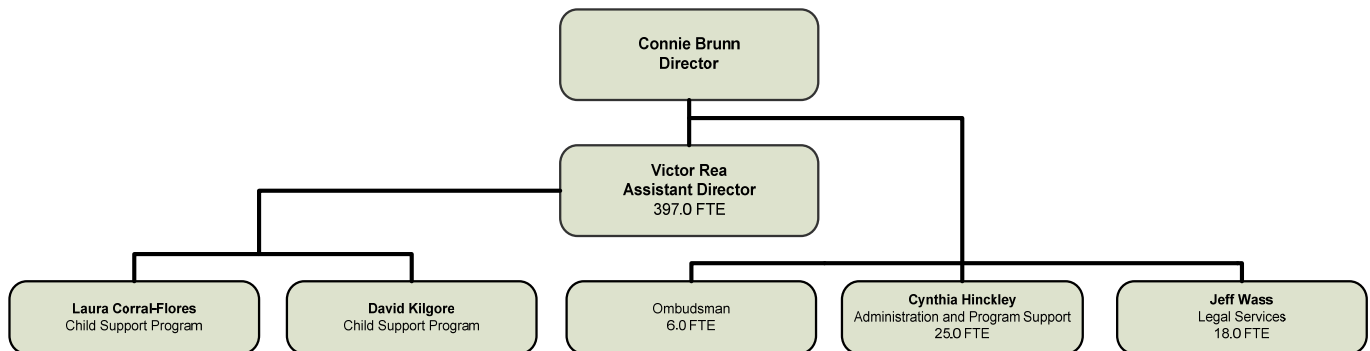 Connie Brunn
Director
Victor Rea
Assistant Director
397.0 FTE
Laura Corral-Flores
Child Support Program
David Kilgore
Child Support Program
Ombudsman
6.0 FTE
Cynthia Hinckley
Administration and Program Support
25.0 FTE
Jeff Wass
Legal Services
18.0 FTE